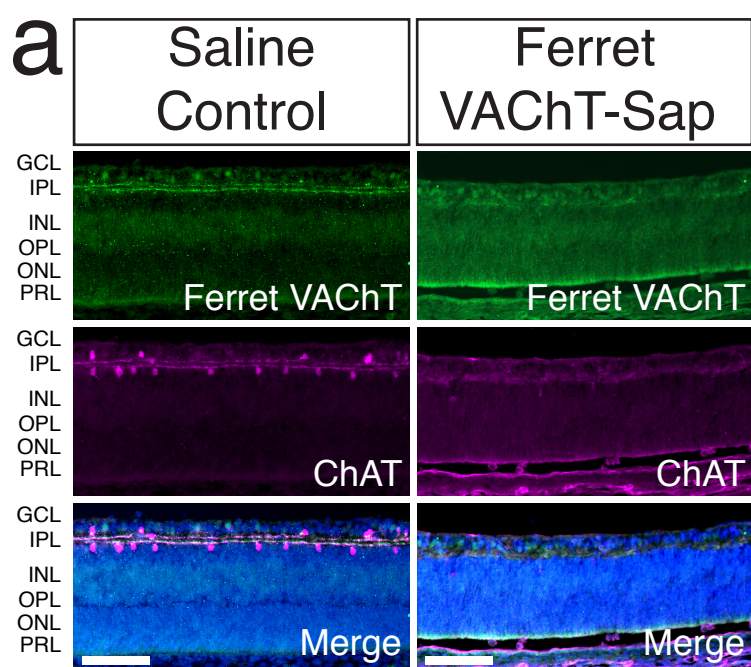 a
Saline
Control
Ferret
VAChT-Sap
GCL
IPL
INL
OPL
ONL
PRL
Ferret VAChT
Ferret VAChT
GCL
IPL
INL
OPL
ONL
PRL
ChAT
ChAT
GCL
IPL
INL
OPL
ONL
PRL
Merge
Merge